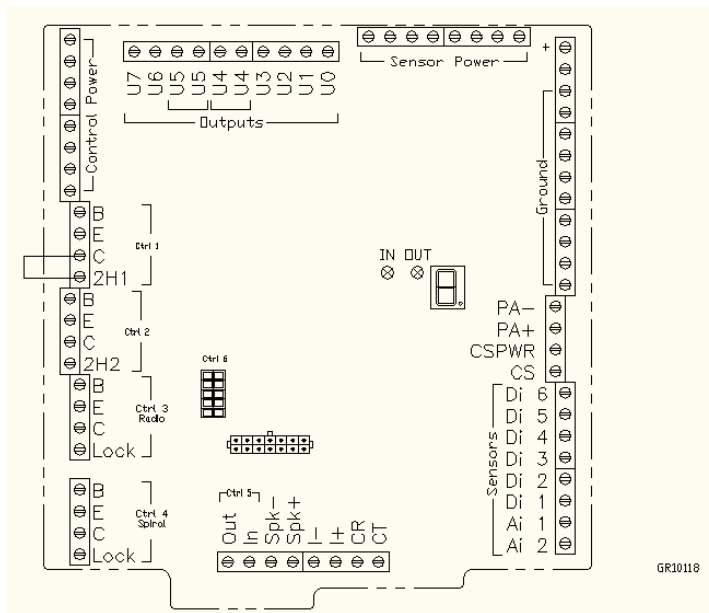 U7 U6 U5 U5 U4 U4 U3 U2 U1 U0
Outputs
Sensor Power
+
Control Power
Ground
B
E
C
2H1
Ctrl 1
B
E
C
2H2
Ctrl 2
B
E
C
Lock
Ctrl 3
Radio
B
E
C
Lock
Ctrl 4
Spiral
Ctrl 6
IN OUT
PA-
PA+
CSPWR
CS
Di 6
Di 5
Di 4
Di 3
Di 2
Di 1
Ai 1
Ai 2
Sensors
Ctrl 5
Out In Spk- Spk+ I- I+ CR CT
GR10118